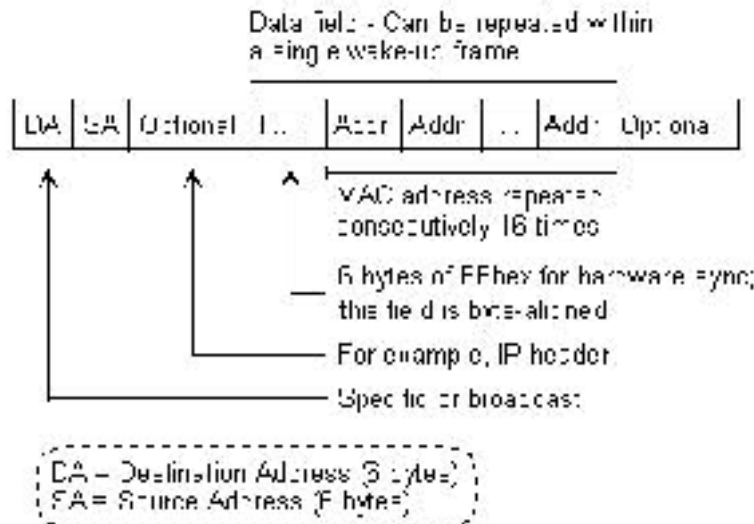 Data field - Can be repeated within
a single wake-up frame
DA SA Optional Addr Addr ... Addr Optional
MAC address repeated
consecutively 16 times
6 bytes of FFhex for hardware sync;
this field is byte-aligned
For example, IP header
Specific or broadcast
DA = Destination Address (6 bytes)
SA = Source Address (6 bytes)